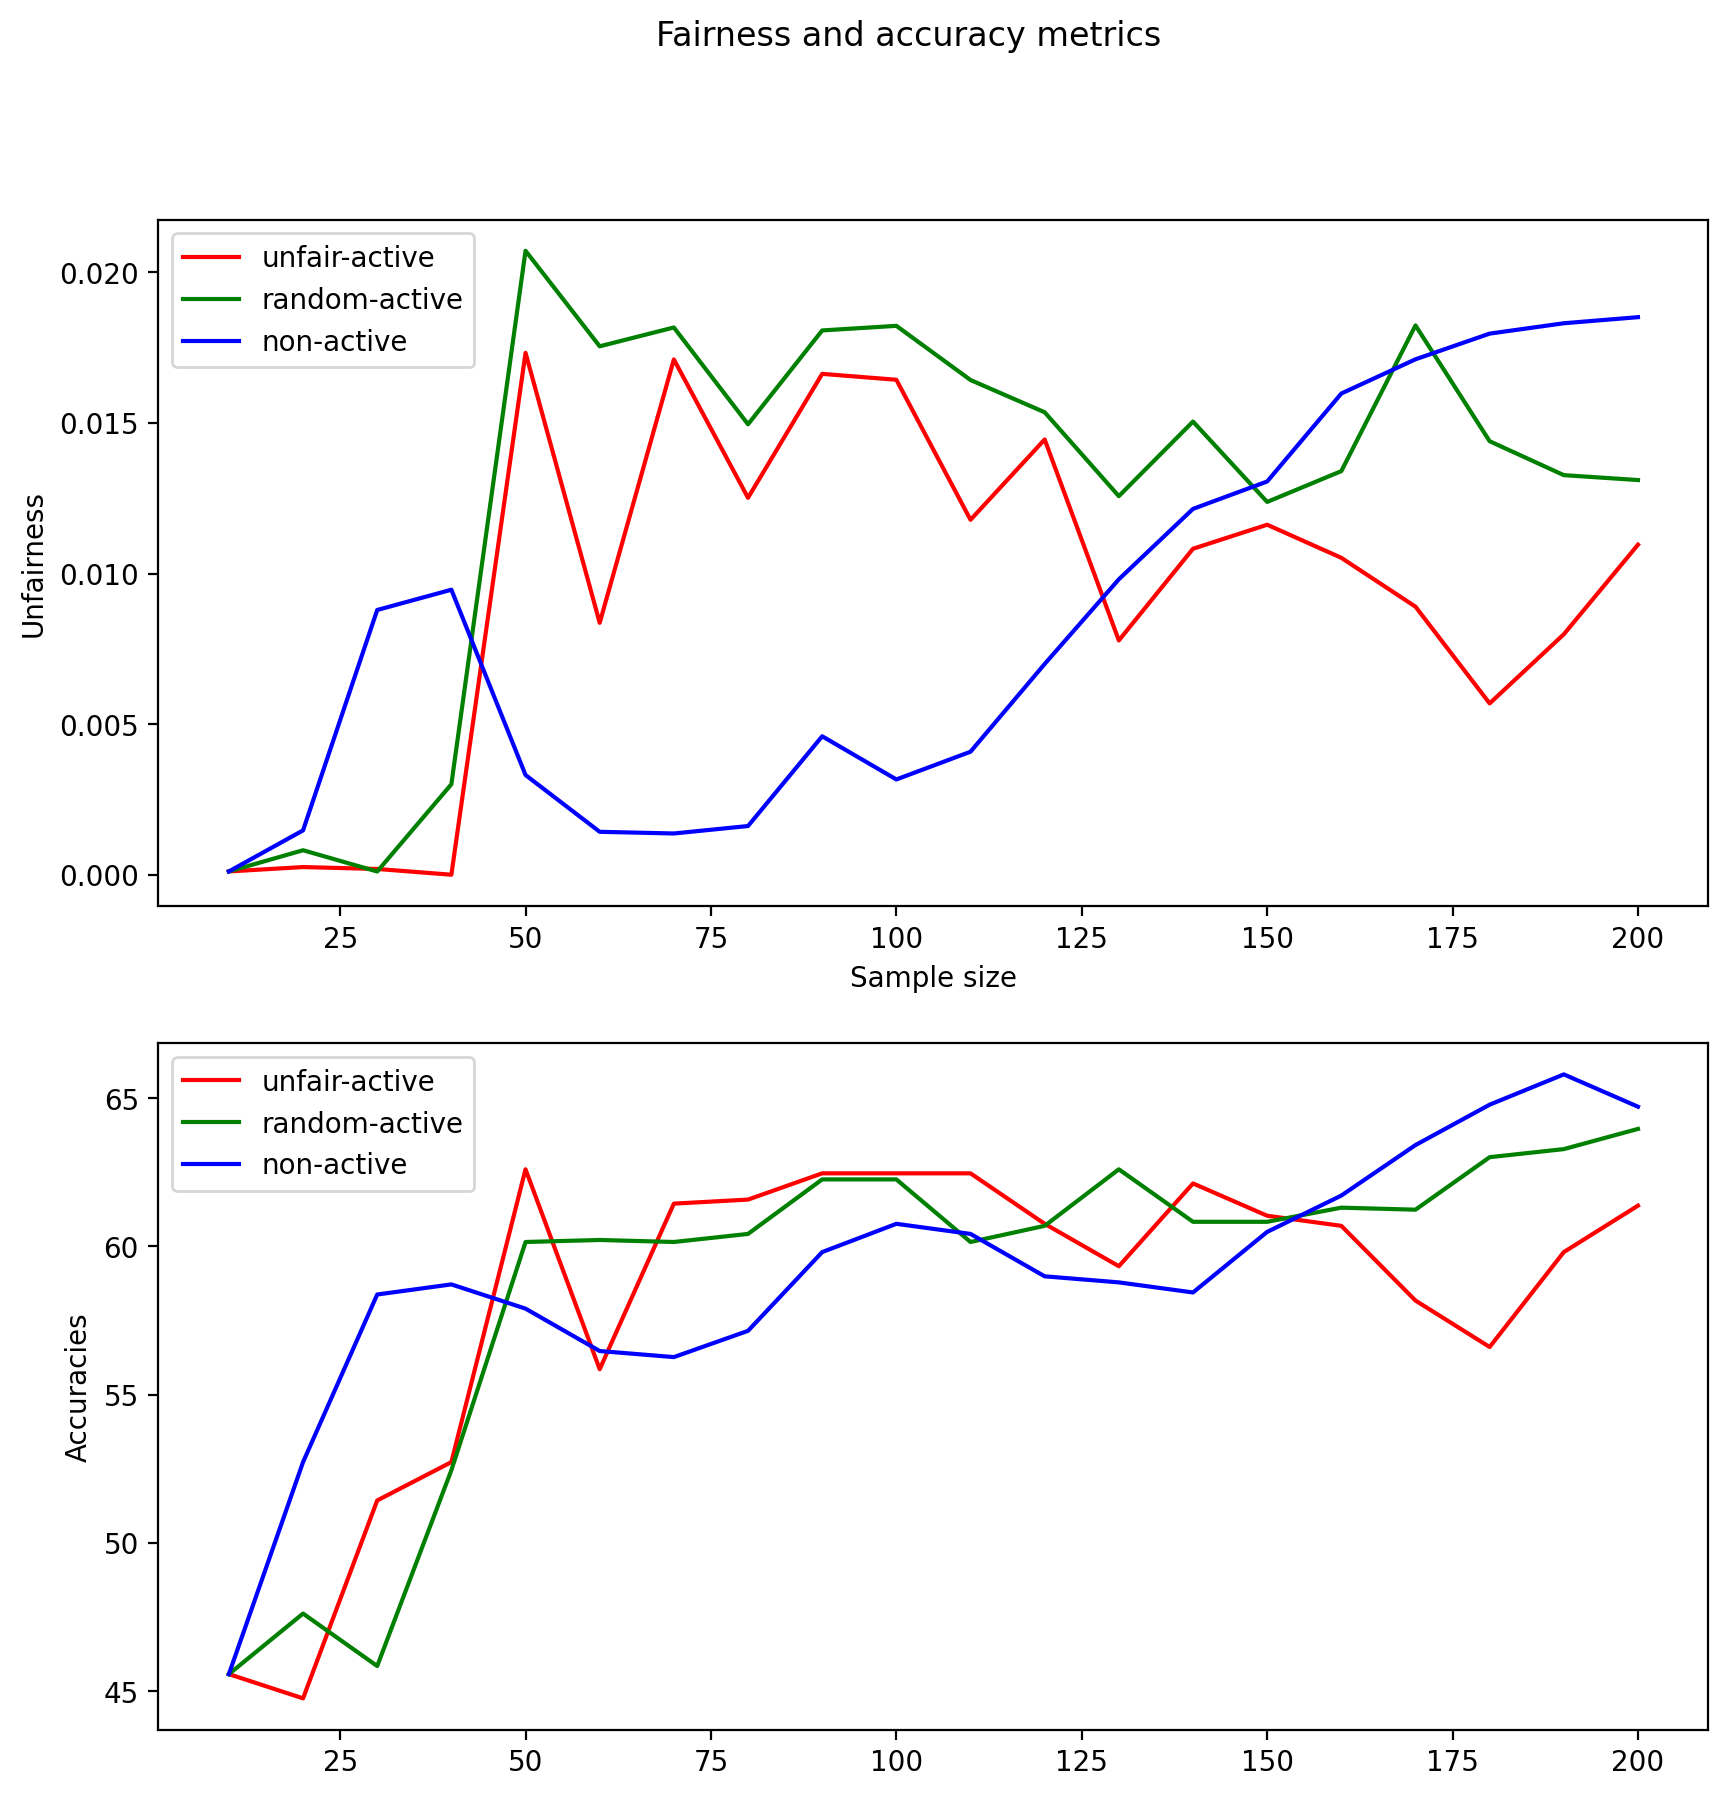 Fairness and accuracy metrics
unfair-active
random-active
non-active
0.020
0.015
0.010
0.005
0.000
Unfairness
25 50 75 100 125 150 175 200
Sample size
unfair-active
random-active
non-active
65
60
55
50
45
Accuracies
25 50 75 100 125 150 175 200